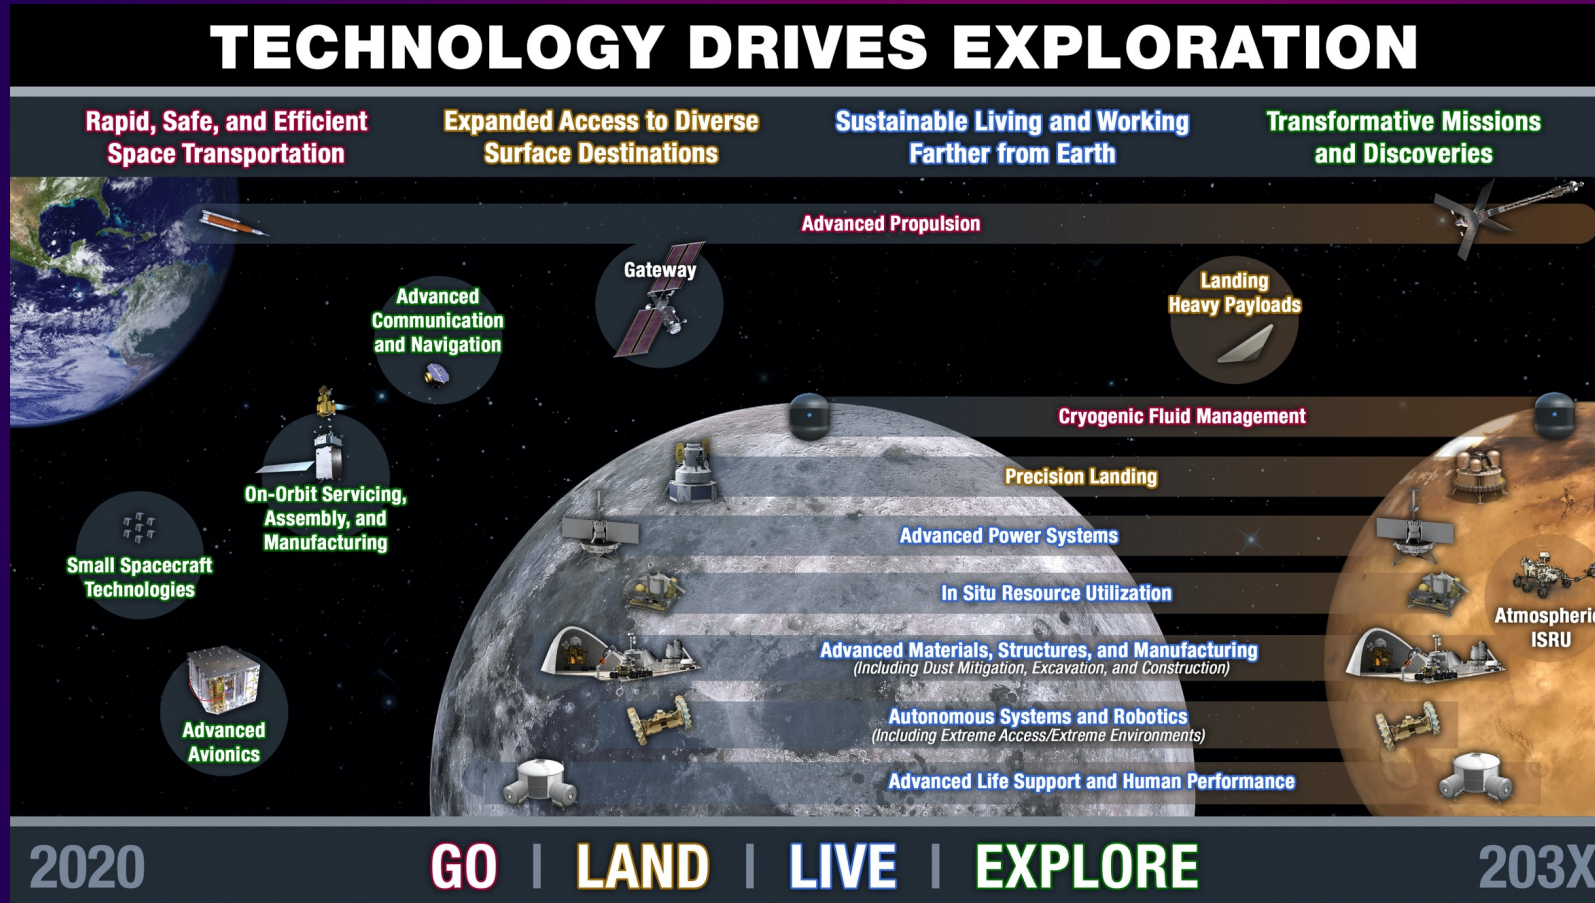 TECHNOLOGY DRIVES EXPLORATION
Rapid, Safe, and Efficient
Space Transportation
Expanded Access to Diverse
Surface Destinations
Sustainable Living and Working
Farther from Earth
Transformative Missions
and Discoveries
Advanced Propulsion
Gateway
Landing
Heavy Payloads
Advanced
Communication
and Navigation
Cryogenic Fluid Management
Precision Landing
On-Orbit Servicing,
Assembly, and
Manufacturing
Advanced Power Systems
Small Spacecraft
Technologies
In Situ Resource Utilization
Atmospheric
ISRU
Advanced Materials, Structures, and Manufacturing
(Including Dust Mitigation, Excavation, and Construction)
Advanced
Avionics
Autonomous Systems and Robotics
(Including Extreme Access/Extreme Environments)
Advanced Life Support and Human Performance
2020
GO | LAND | LIVE | EXPLORE
203X